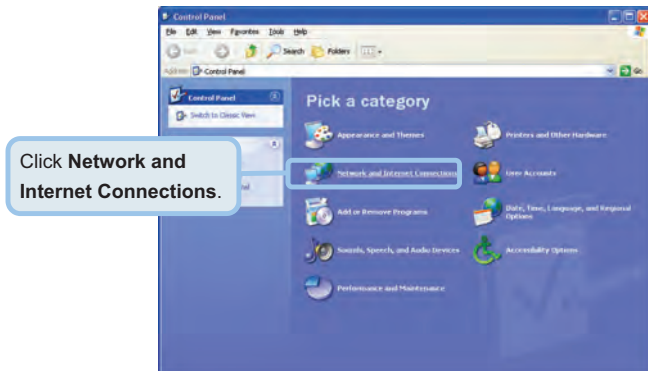 Control Panel
File Edit View Favorites Tools Help
Search Folders
Address Control Panel Go
Control Panel
Switch to Classic View
Pick a category
Appearance and Themes
Printers and Other Hardware
Network and Internet Connections
User Accounts
Add or Remove Programs
Date, Time, Language, and Regional
Options
Sounds, Speech, and Audio Devices
Accessibility Options
Performance and Maintenance
Click Network and
Internet Connections.